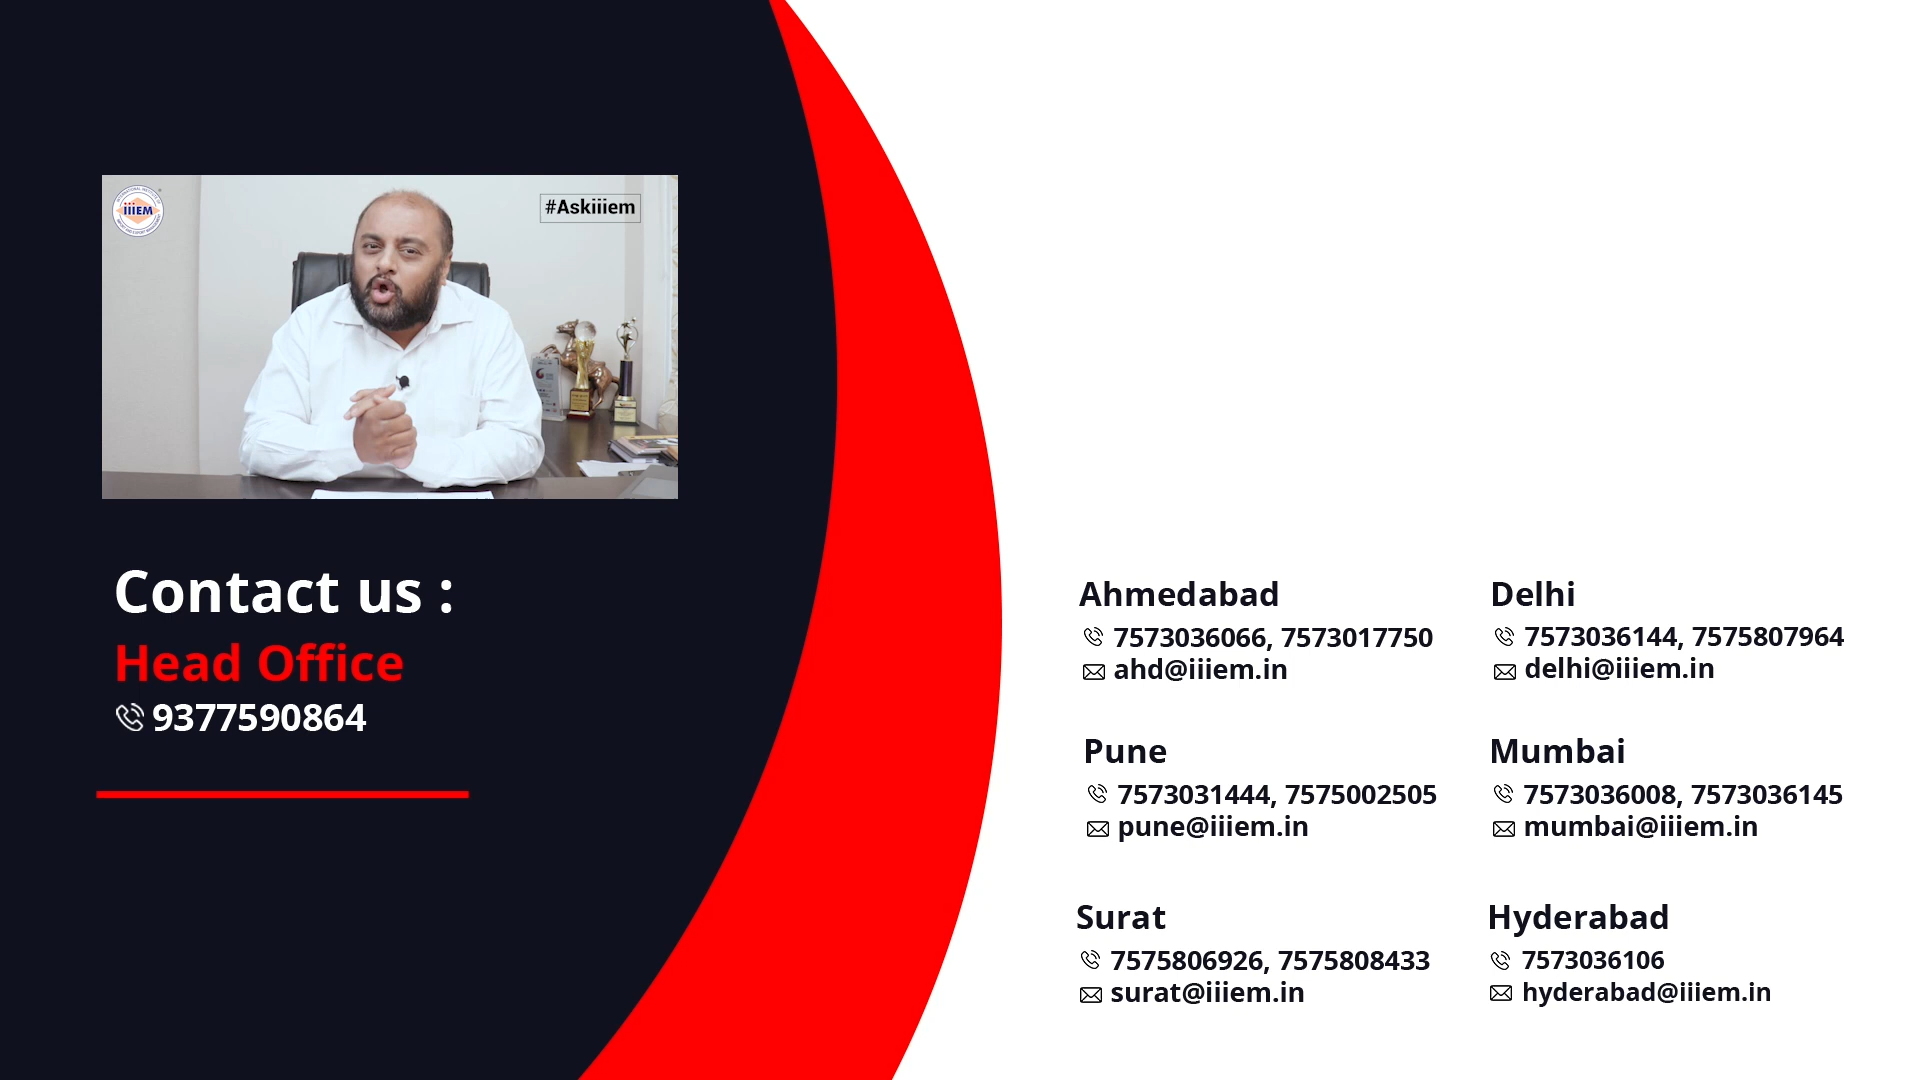 iiiEM
#Askiiiem
Contact us :
Head Office
9377590864
Ahmedabad
7573036066, 7573017750
ahd@iiiem.in
Delhi
7573036144, 7575807964
delhi@iiiem.in
Pune
7573031444, 7575002505
pune@iiiem.in
Mumbai
7573036008, 7573036145
mumbai@iiiem.in
Surat
7575806926, 7575808433
surat@iiiem.in
Hyderabad
7573036106
hyderabad@iiiem.in